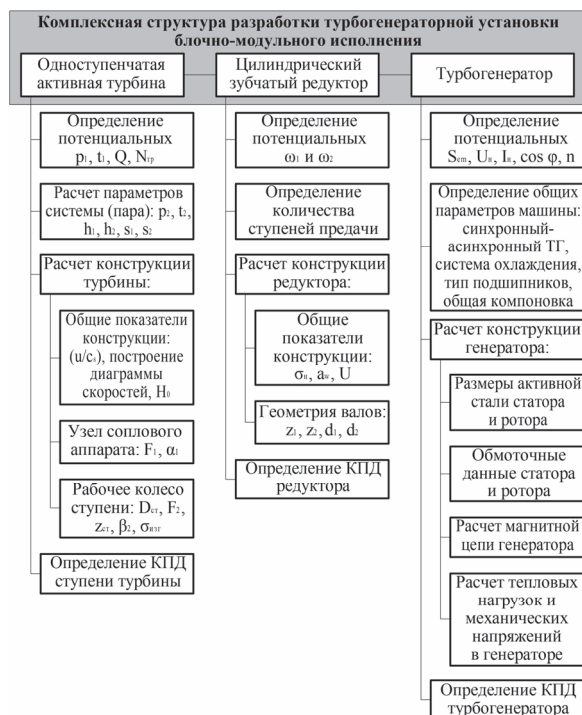 Комплексная структура разработки турбогенераторной установки
блочно-модульного исполнения
Одноступенчатая
активная турбина
Цилиндрический
зубчатый редуктор
Турбогенератор
Определение
потенциальных
p₁, t₁, Q, Nтр
Расчет параметров
системы (пара): p₂, t₂,
h₁, h₂, s₁, s₂
Расчет конструкции
турбины:
Общие показатели
конструкции:
(u/cₐ), построение
диаграммы
скоростей, H₀
Узел соплового
аппарата: F₁, α₁
Рабочее колесо
ступени: Dст, F₂,
zст, β₂, σизг
Определение КПД
ступени турбины
Определение
потенциальных
ω₁ и ω₂
Определение
количества
ступеней предачи
Расчет конструкции
редуктора:
Общие
показатели
конструкции:
σи, aw, U
Геометрия валов:
z₁, z₂, d₁, d₂
Определение КПД
редуктора
Определение
потенциальных
Sem, Uн, Iн, cos φ, n
Определение общих
параметров машины:
синхронный-
асинхронный ТГ,
система охлаждения,
тип подшипников,
общая компоновка
Расчет конструкции
генератора:
Размеры активной
стали статора
и ротора
Обмоточные
данные статора
и ротора
Расчет магнитной
цепи генератора
Расчет тепловых
нагрузок и
механических
напряжений
в генераторе
Определение КПД
турбогенератора